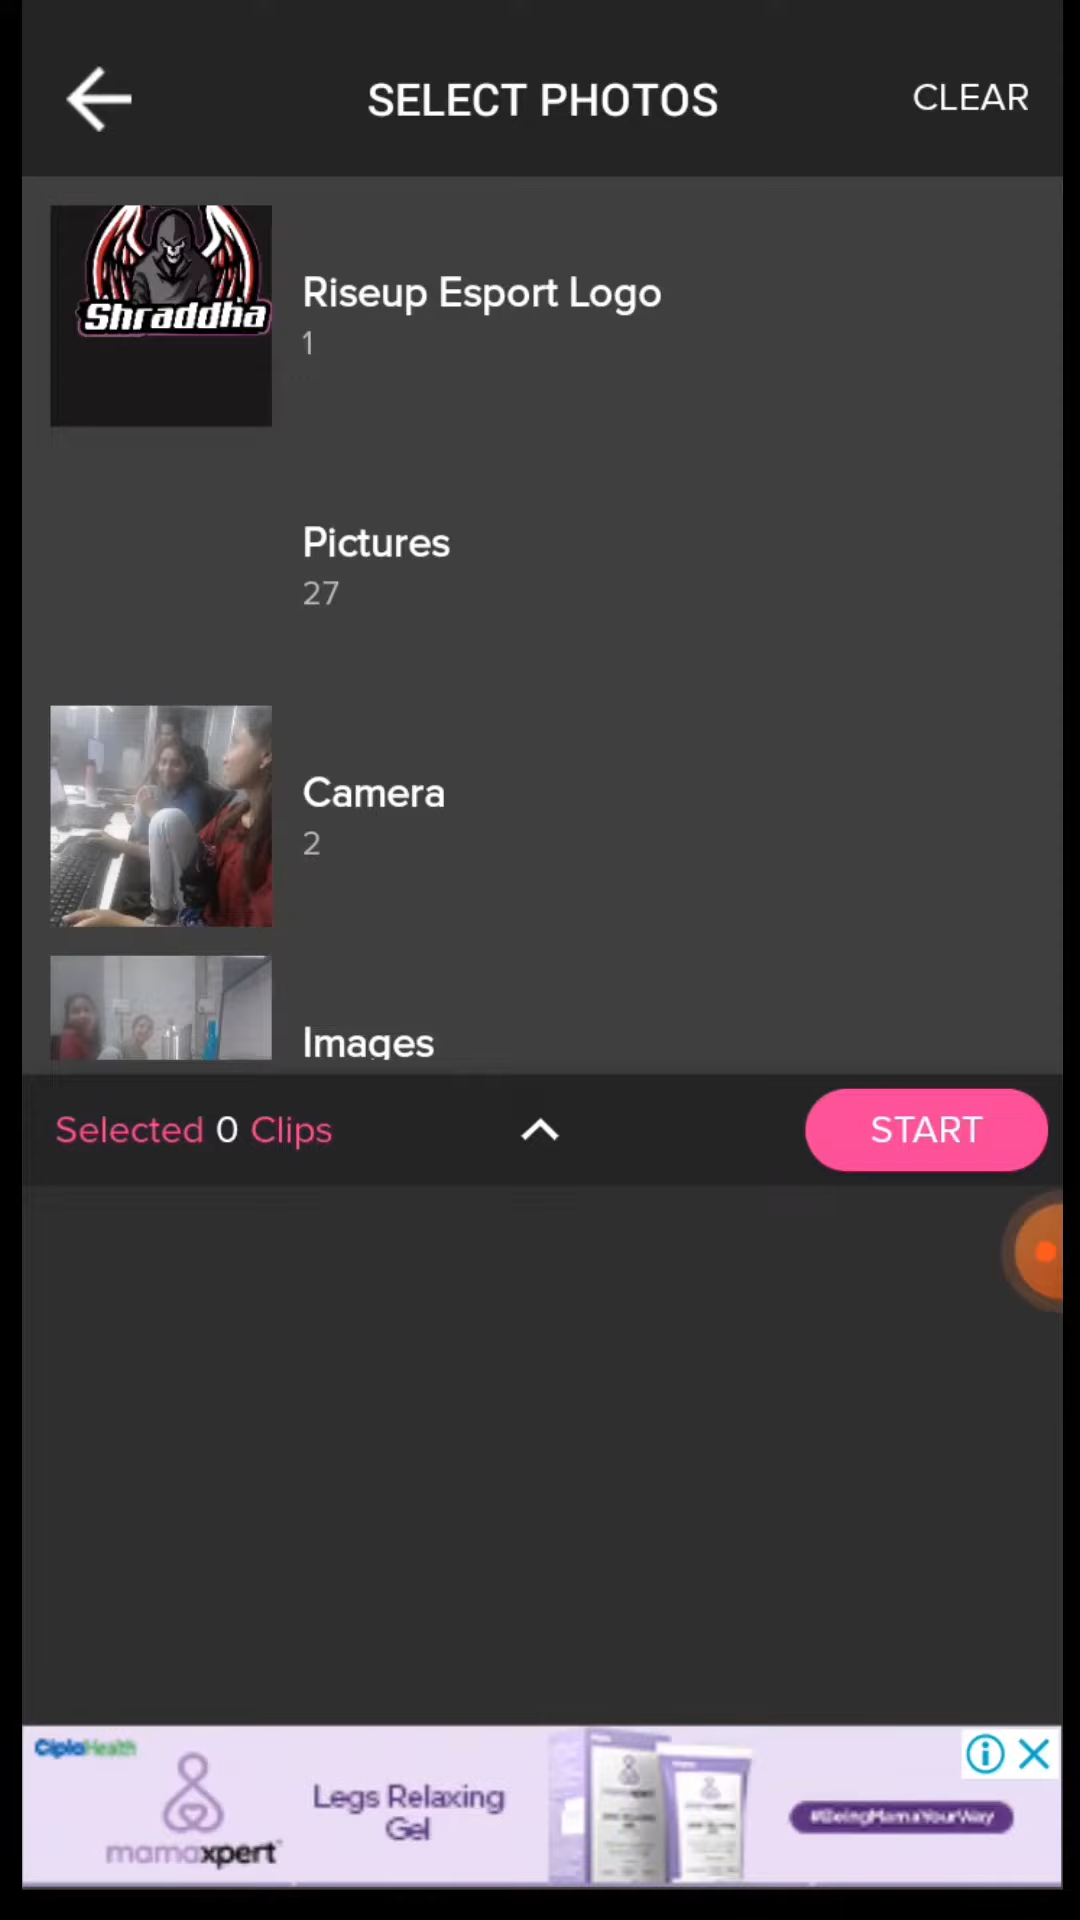 SELECT PHOTOS
CLEAR
Shraddha
Riseup Esport Logo
1
Pictures
27
Camera
2
Images
Selected 0 Clips
START
CiplaHealth
mamaxpert
Legs Relaxing
Gel
#BeingMamaYourWay